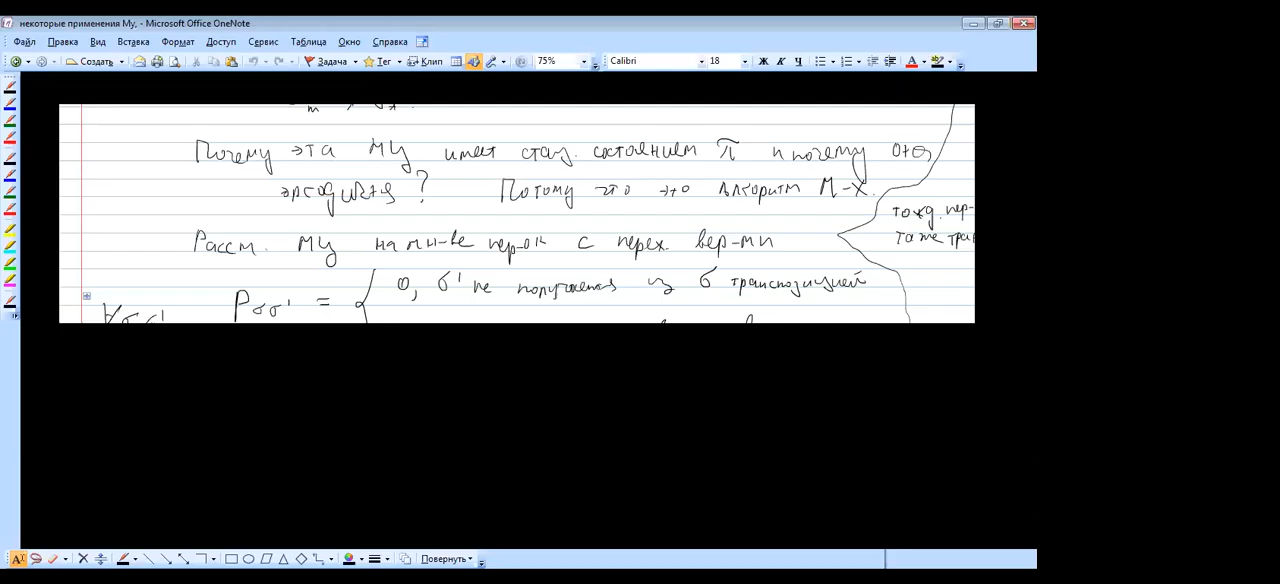 некоторые применения Му, - Microsoft Office OneNote
Файл Правка Вид Вставка Формат Доступ Сервис Таблица Окно Справка
Создать Задача Тег Клип 75% Calibri 18 Ж К Ч
Почему эта МЦ имеет стац. состоянием π и почему она
эргодична? Потому что это алгоритм М-Х.
тожд. пер-
Рассм. МЦ на мн-ве пер-ок с перех. вер-ми
та же тран
0, σ' не получается из σ транспозицией
∀σ,σ' Pσσ' = {
Повернуть